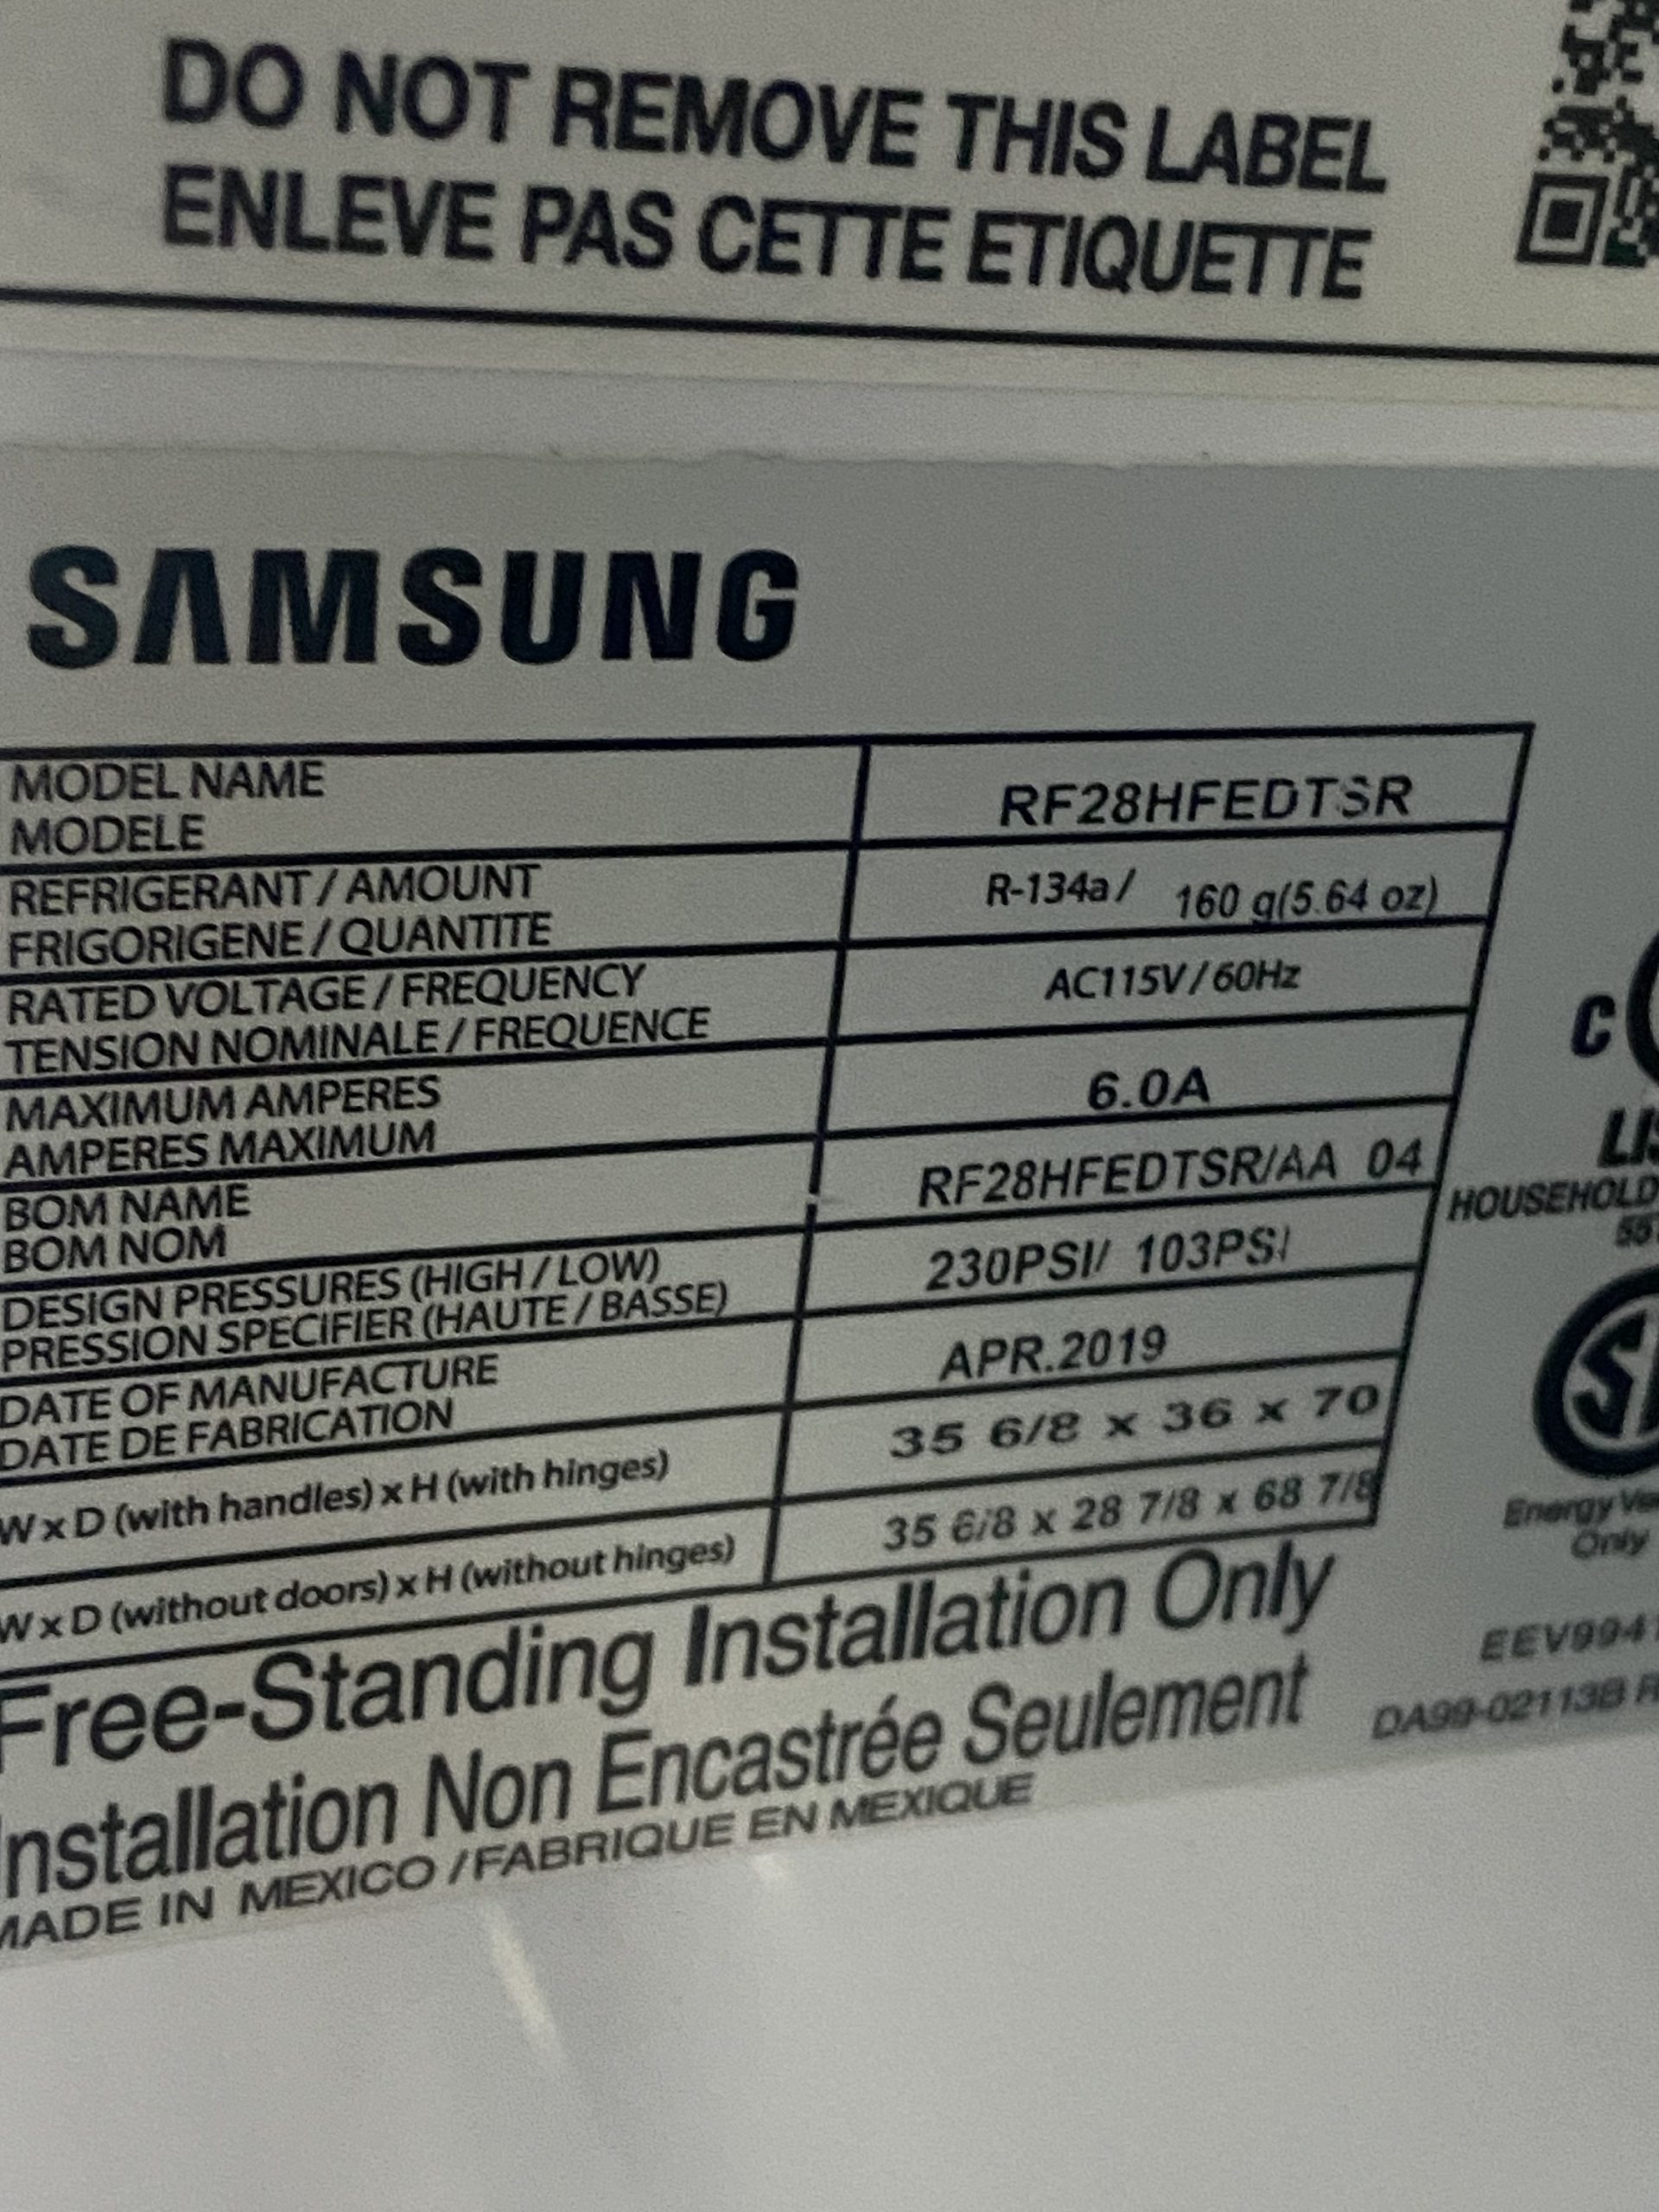 DO NOT REMOVE THIS LABEL
ENLEVE PAS CETTE ETIQUETTE
SAMSUNG
MODEL NAME
MODELE
RF28HFEDTSR
REFRIGERANT / AMOUNT
FRIGORIGENE / QUANTITE
R-134a / 160 g(5.64 oz)
RATED VOLTAGE / FREQUENCY
TENSION NOMINALE / FREQUENCE
AC115V / 60Hz
MAXIMUM AMPERES
AMPERES MAXIMUM
6.0A
BOM NAME
BOM NOM
RF28HFEDTSR/AA 04
DESIGN PRESSURES (HIGH / LOW)
PRESSION SPECIFIER (HAUTE / BASSE)
230PSI/ 103PSI
DATE OF MANUFACTURE
DATE DE FABRICATION
APR.2019
W x D (with handles) x H (with hinges)
35 6/8 x 36 x 70
W x D (without doors) x H (without hinges)
35 6/8 x 28 7/8 x 68 7/8
Free-Standing Installation Only
Installation Non Encastrée Seulement
MADE IN MEXICO / FABRIQUE EN MEXIQUE
C
HOUSEHOLD
Energy
Only
EEV994
DA99-02113B